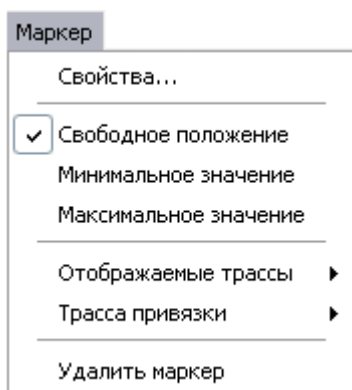 Маркер
Свойства...
Свободное положение
Минимальное значение
Максимальное значение
Отображаемые трассы
Трасса привязки
Удалить маркер